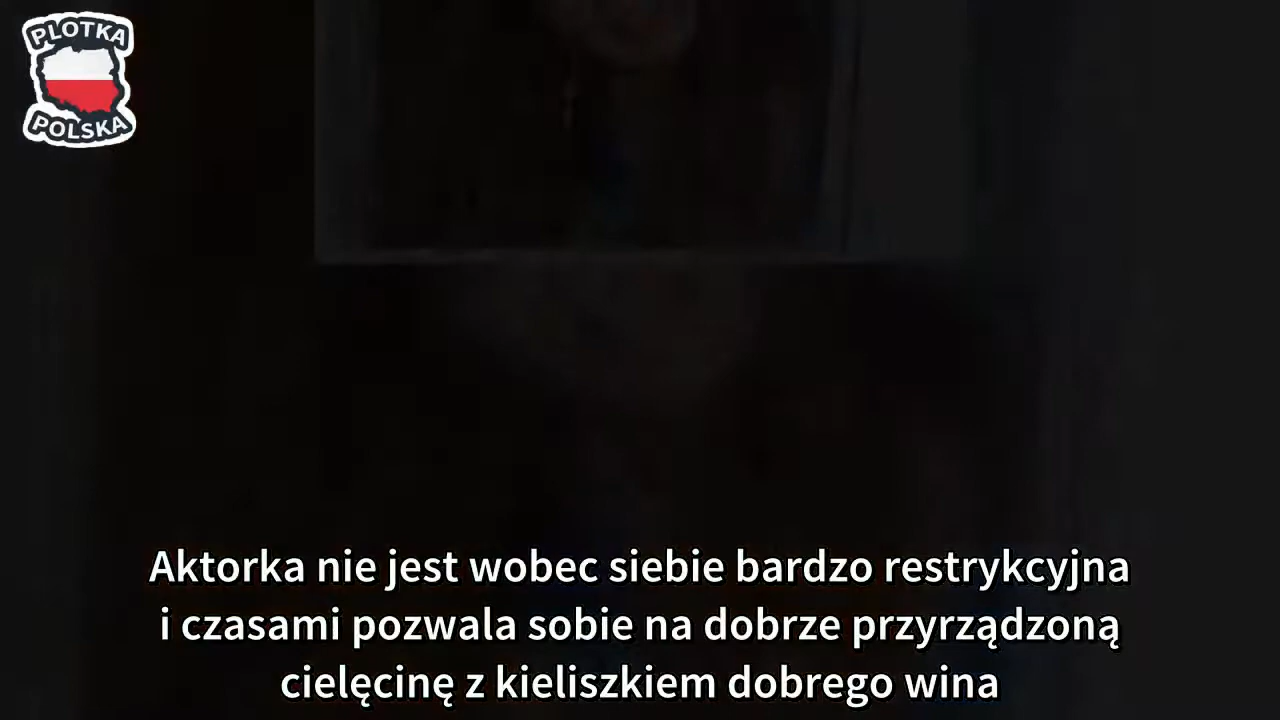 PLOTKA
POLSKA
Aktorka nie jest wobec siebie bardzo restrykcyjna
i czasami pozwala sobie na dobrze przyrządzoną
cielęcinę z kieliszkiem dobrego wina